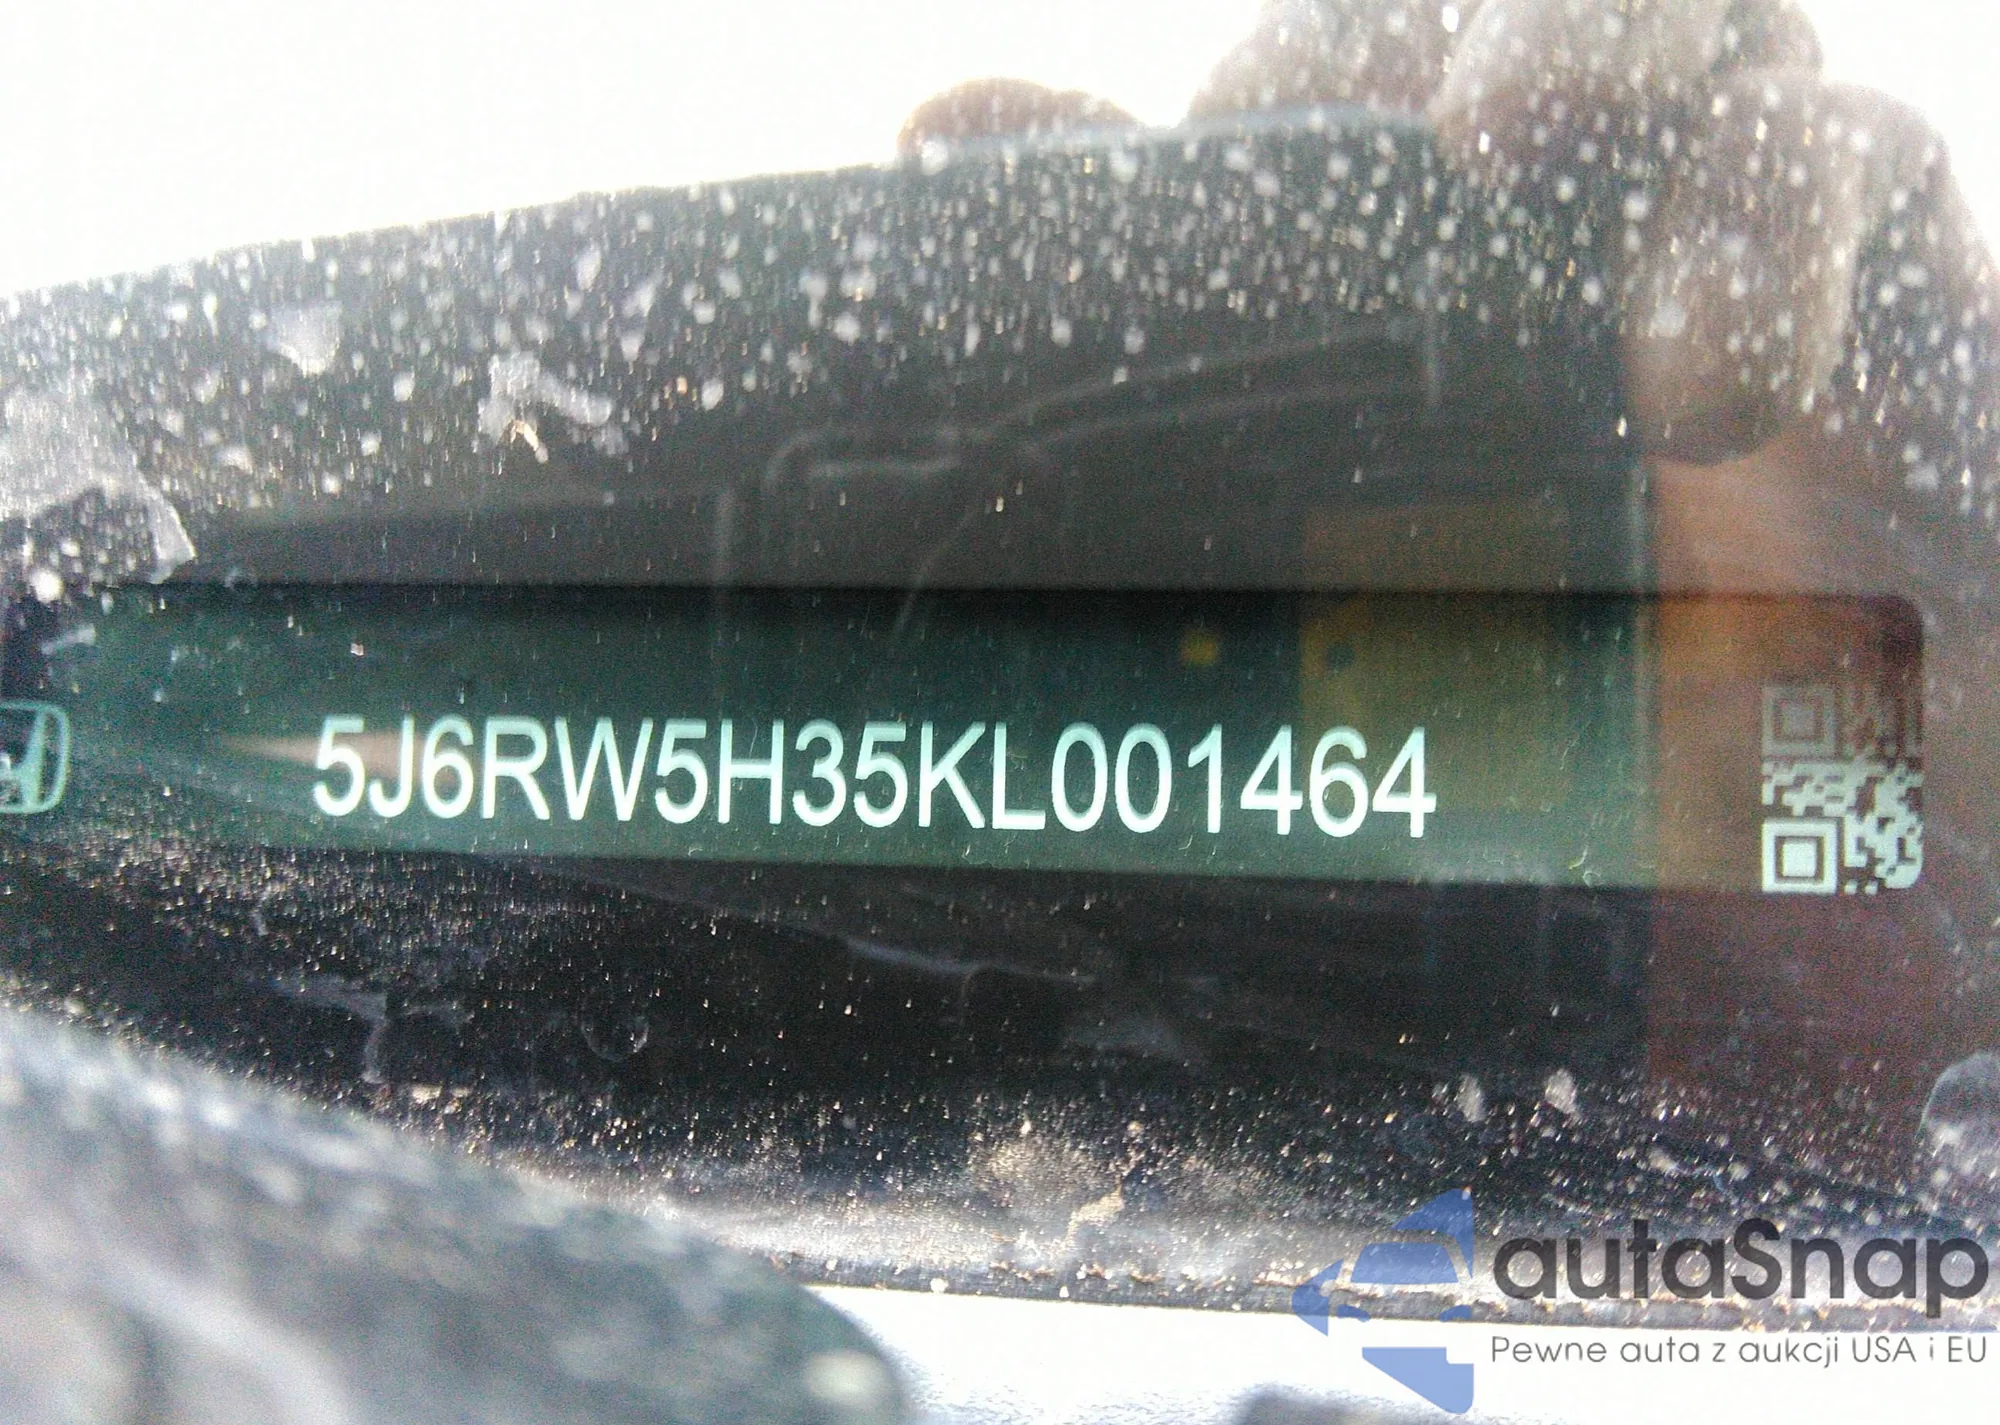 5J6RW5H35KL001464
autaSnap
Pewne auta z aukcji USA i EU